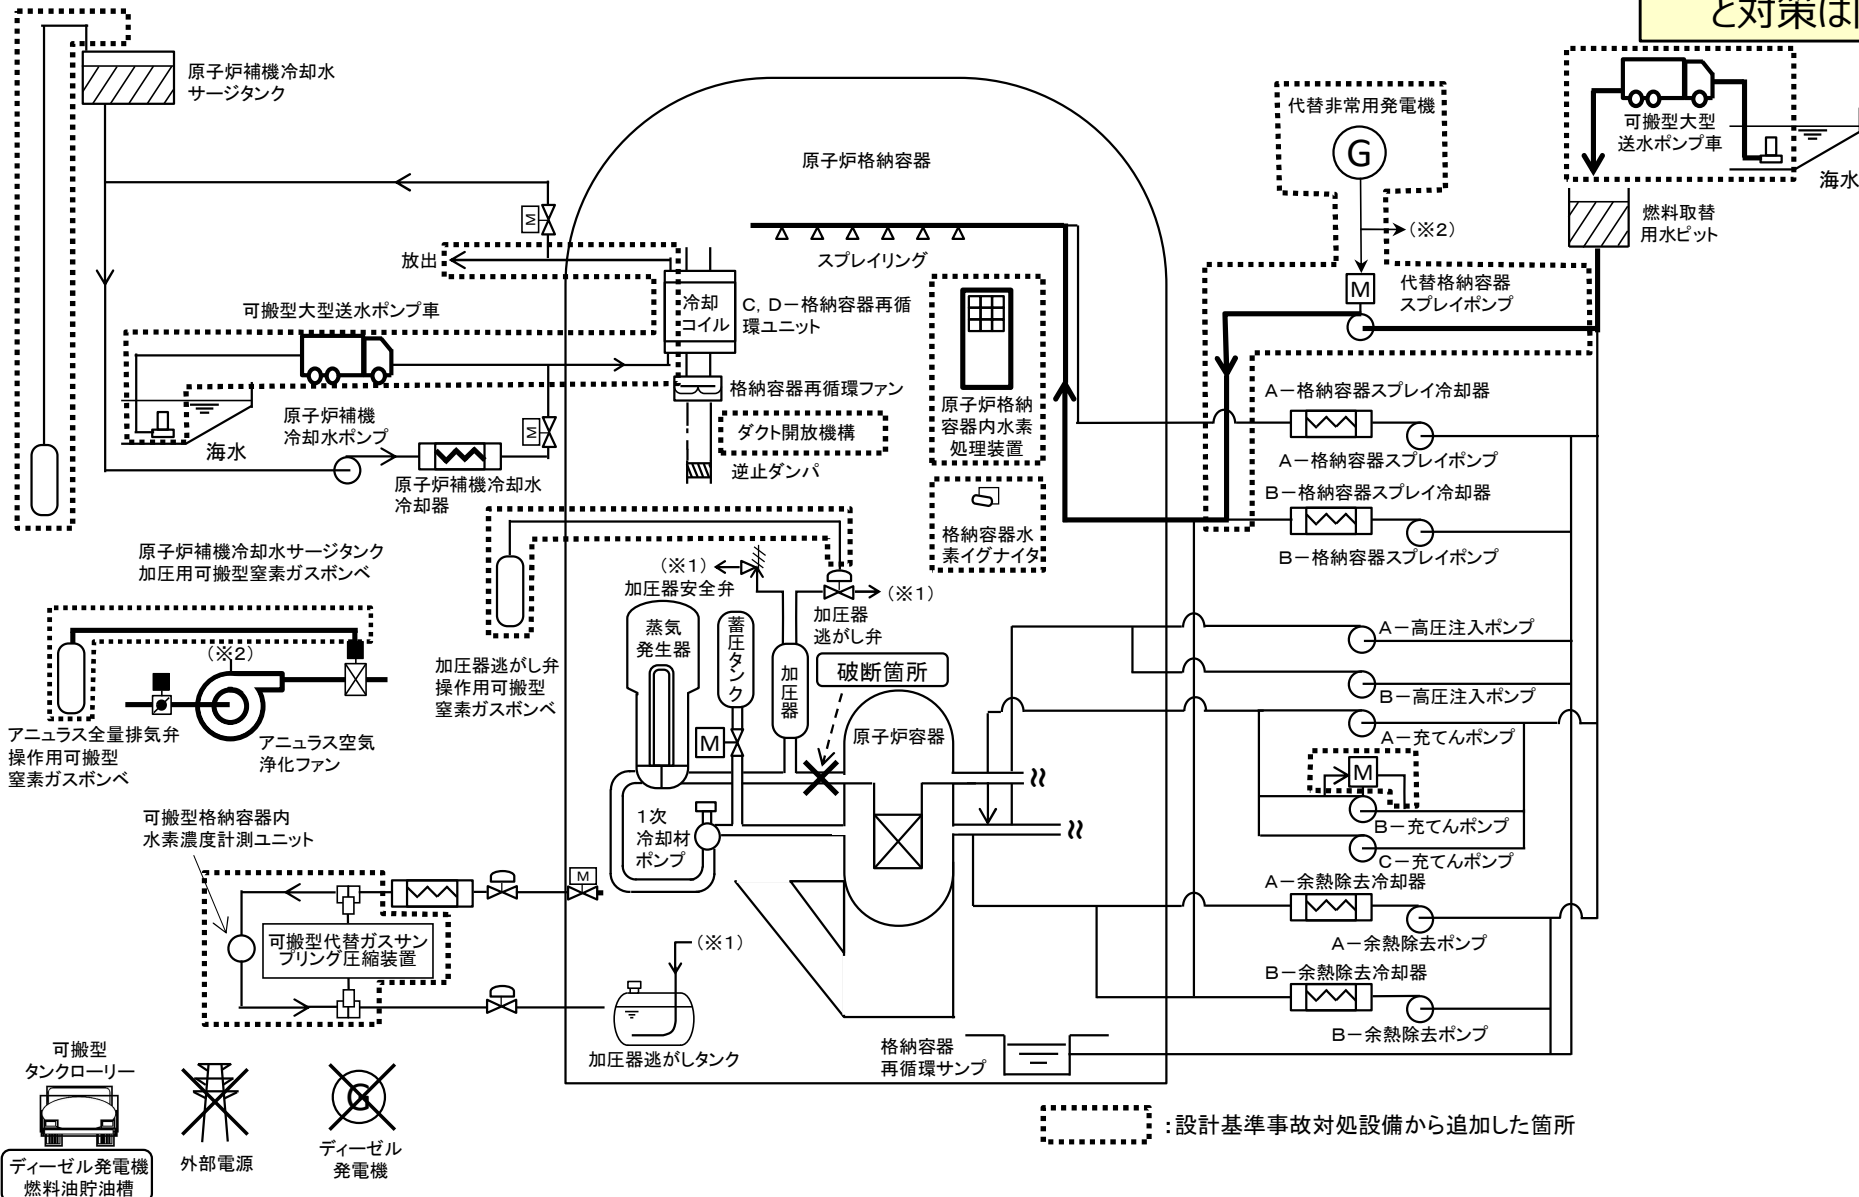 と対策は
原子炉補機冷却水
サージタンク
原子炉格納容器
代替非常用発電機
G
(※2)
可搬型大型
送水ポンプ車
海水
燃料取替
用水ピット
M
放出
スプレイリング
M
代替格納容器
スプレイポンプ
冷却
コイル
C,D-格納容器再循
環ユニット
可搬型大型送水ポンプ車
格納容器再循環ファン
ダクト開放機構
逆止ダンパ
原子炉格納
容器内水素
処理装置
格納容器水
素イグナイタ
原子炉補機
冷却水ポンプ
海水
M
原子炉補機冷却水
冷却器
A-格納容器スプレイ冷却器
A-格納容器スプレイポンプ
B-格納容器スプレイ冷却器
B-格納容器スプレイポンプ
原子炉補機冷却水サージタンク
加圧用可搬型窒素ガスボンベ
(※1)
加圧器安全弁
(※1)
加圧器
逃がし弁
蒸気
発生器
蓄圧タンク
加圧器
破断箇所
原子炉容器
M
1次
冷却材
ポンプ
加圧器逃がし弁
操作用可搬型
窒素ガスボンベ
(※2)
アニュラス全量排気弁
操作用可搬型
窒素ガスボンベ
アニュラス空気
浄化ファン
A-高圧注入ポンプ
B-高圧注入ポンプ
A-充てんポンプ
M
B-充てんポンプ
C-充てんポンプ
A-余熱除去冷却器
A-余熱除去ポンプ
B-余熱除去冷却器
B-余熱除去ポンプ
可搬型格納容器内
水素濃度計測ユニット
M
可搬型代替ガスサン
プリング圧縮装置
(※1)
加圧器逃がしタンク
格納容器
再循環サンプ
可搬型
タンクローリー
ディーゼル発電機
燃料油貯油槽
外部電源
G
ディーゼル
発電機
:設計基準事故対処設備から追加した箇所